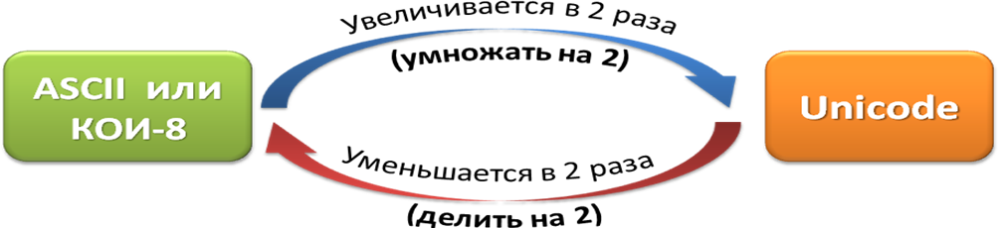 Увеличивается в 2 раза
(умножать на 2)
ASCII или
КОИ-8
Unicode
Уменьшается в 2 раза
(делить на 2)